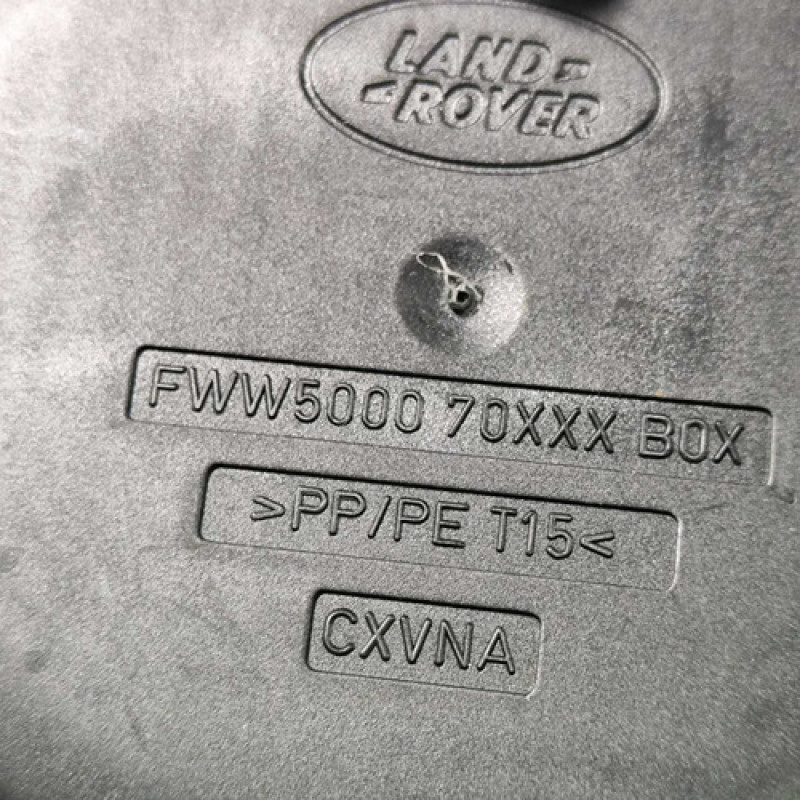 LAND
ROVER
FWW5000 70XXX BOX
>PP/PE T15<
CXVNA